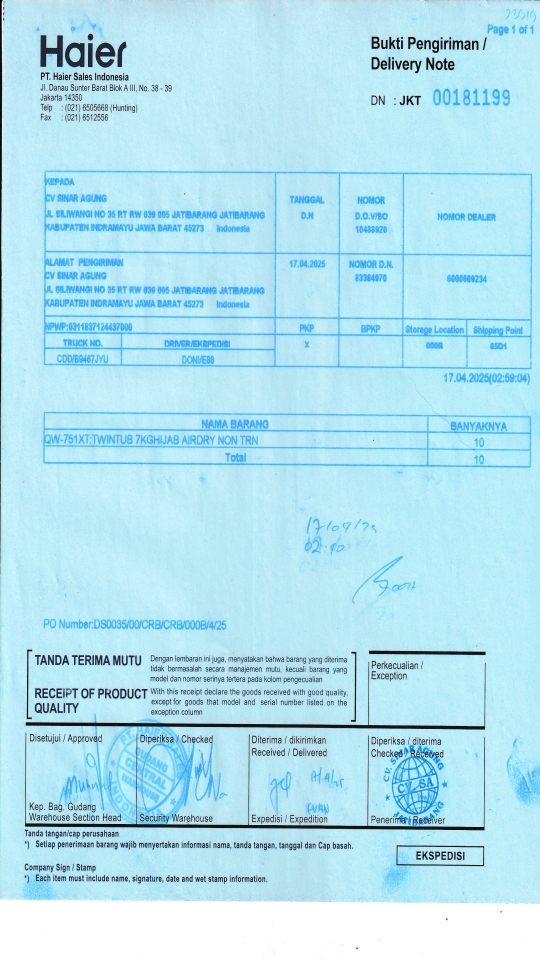 Page 1 of 1
Haier
PT. Haier Sales Indonesia
Jl. Danau Sunter Barat Blok A III, No. 38 - 39
Jakarta 14350
Telp : (021) 6505668 (Hunting)
Fax : (021) 6512556
Bukti Pengiriman /
Delivery Note
DN : JKT 00181199
KEPADA
CV SINAR AGUNG
JL SILIWANGI NO 35 RT RW 039 005 JATIBARANG JATIBARANG
KABUPATEN INDRAMAYU JAWA BARAT 45273 Indonesia
TANGGAL
D.N
NOMOR
D.O.V/SO
NOMOR DEALER
ALAMAT PENGIRIMAN
CV SINAR AGUNG
JL SILIWANGI NO 35 RT RW 039 005 JATIBARANG JATIBARANG
KABUPATEN INDRAMAYU JAWA BARAT 45273 Indonesia
17.04.2025
NOMOR D.N.
83384970
6000609234
NPWP:0311837124437000
PKP
BPKP
Storage Location
Shipping Point
TRUCK NO.
DRIVER/EKSPEDISI
X
CDD/B9467JYU
17.04.2025(02:59:04)
NAMA BARANG
BANYAKNYA
QW-751XT:TWINTUB 7KGHIJAB AIRDRY NON TRN
10
Total
10
PO Number:DS0035/00/CRB/CRB/000B/4/25
TANDA TERIMA MUTU
Dengan lembaran ini juga, menyatakan bahwa barang yang diterima
tidak bermasalah secara manajemen mutu, kecuali barang yang
model dan nomor serinya tertera pada kolom pengecualian
RECEIPT OF PRODUCT
QUALITY
With this receipt declare the goods received with good quality,
except for goods that model and serial number listed on the
exception column
Perkecualian /
Exception
Disetujui / Approved
Diperiksa / Checked
Diterima / dikirimkan
Received / Delivered
Diperiksa / diterima
Checked / Received
CV. SINAR AGUNG
CV. SA
JATIBARANG
Kep. Bag. Gudang
Warehouse Section Head
Security Warehouse
Expedisi / Expedition
Penerima / Receiver
Tanda tangan/cap perusahaan
*) Setiap penerimaan barang wajib menyertakan informasi nama, tanda tangan, tanggal dan Cap basah.
EKSPEDISI
Company Sign / Stamp
*) Each item must include name, signature, date and wet stamp information.